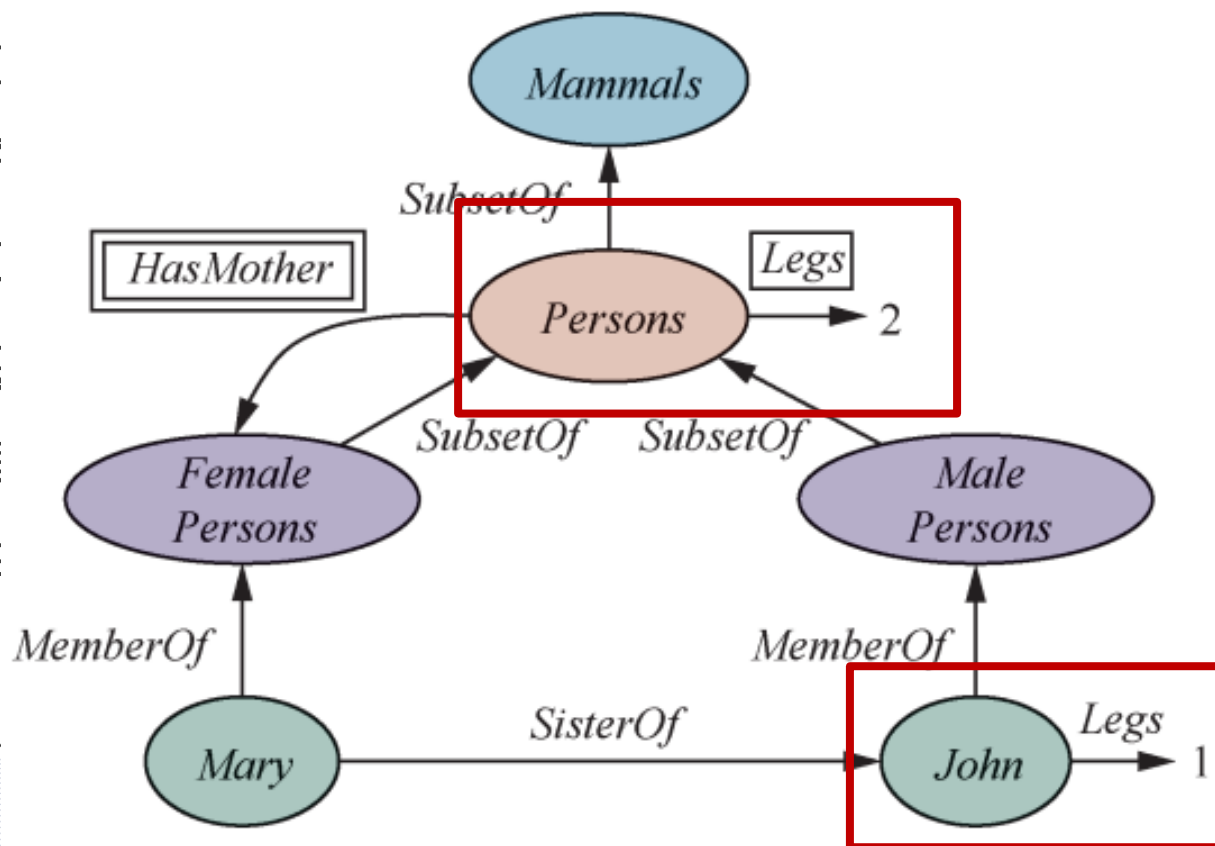 Mammals
SubsetOf
HasMother
Legs
Persons
2
SubsetOf
SubsetOf
Female
Persons
Male
Persons
MemberOf
MemberOf
SisterOf
Legs
Mary
John
1